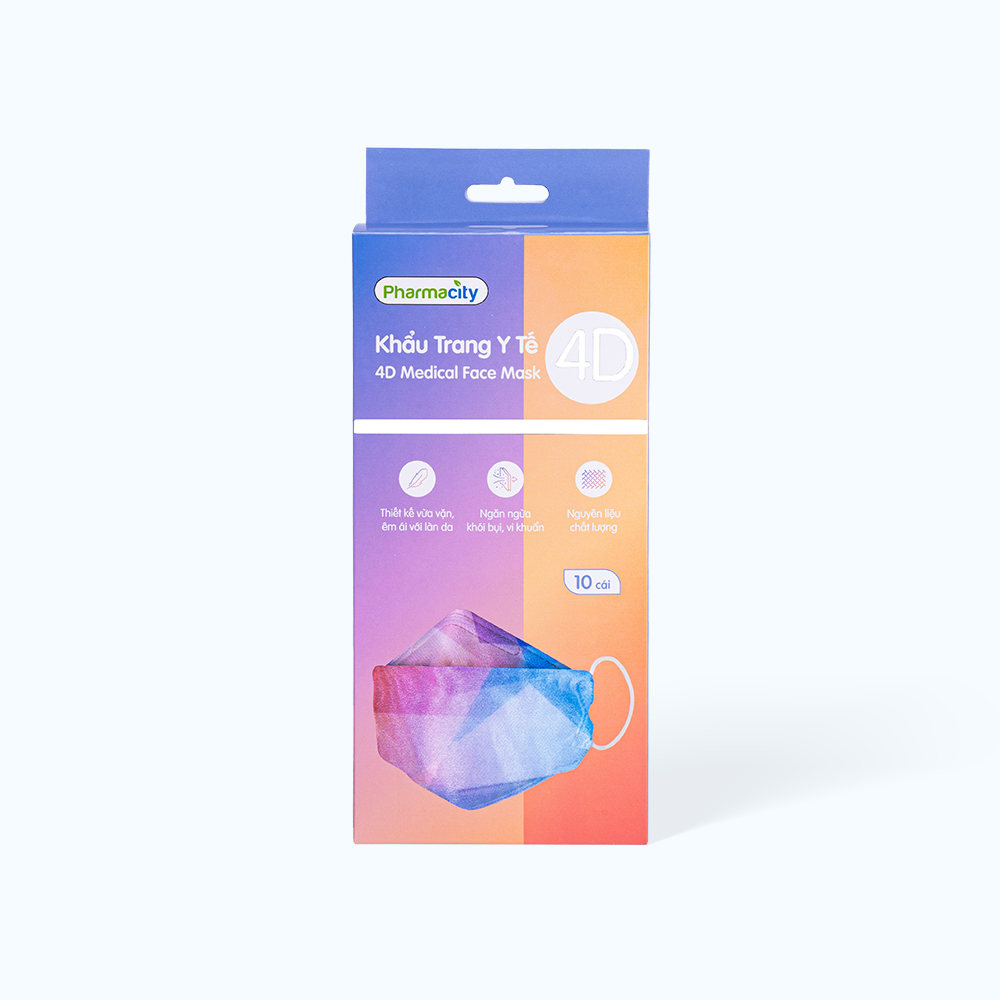 Pharmacity
Khẩu Trang Y Tế
4D Medical Face Mask
4D
Thiết kế vừa vặn,
êm ái với làn da
Ngăn ngừa
khói bụi, vi khuẩn
Nguyên liệu
chất lượng
10 cái